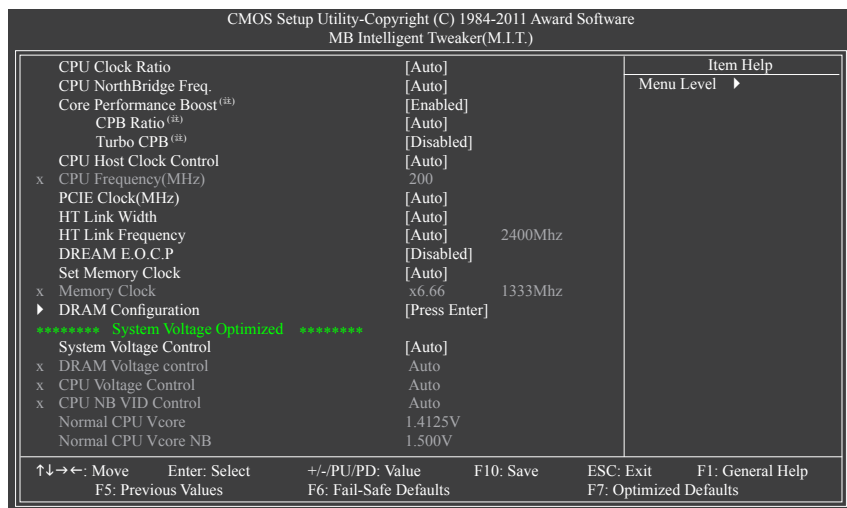 CMOS Setup Utility-Copyright (C) 1984-2011 Award Software
MB Intelligent Tweaker(M.I.T.)
CPU Clock Ratio [Auto]
CPU NorthBridge Freq. [Auto]
Core Performance Boost (註) [Enabled]
CPB Ratio (註) [Auto]
Turbo CPB (註) [Disabled]
CPU Host Clock Control [Auto]
x CPU Frequency(MHz) 200
PCIE Clock(MHz) [Auto]
HT Link Width [Auto]
HT Link Frequency [Auto] 2400Mhz
DREAM E.O.C.P [Disabled]
Set Memory Clock [Auto]
x Memory Clock x6.66 1333Mhz
▶ DRAM Configuration [Press Enter]
******** System Voltage Optimized ********
System Voltage Control [Auto]
x DRAM Voltage control Auto
x CPU Voltage Control Auto
x CPU NB VID Control Auto
Normal CPU Vcore 1.4125V
Normal CPU Vcore NB 1.500V
Item Help
Menu Level ▶
↑↓→←: Move Enter: Select +/-/PU/PD: Value F10: Save ESC: Exit F1: General Help
F5: Previous Values F6: Fail-Safe Defaults F7: Optimized Defaults